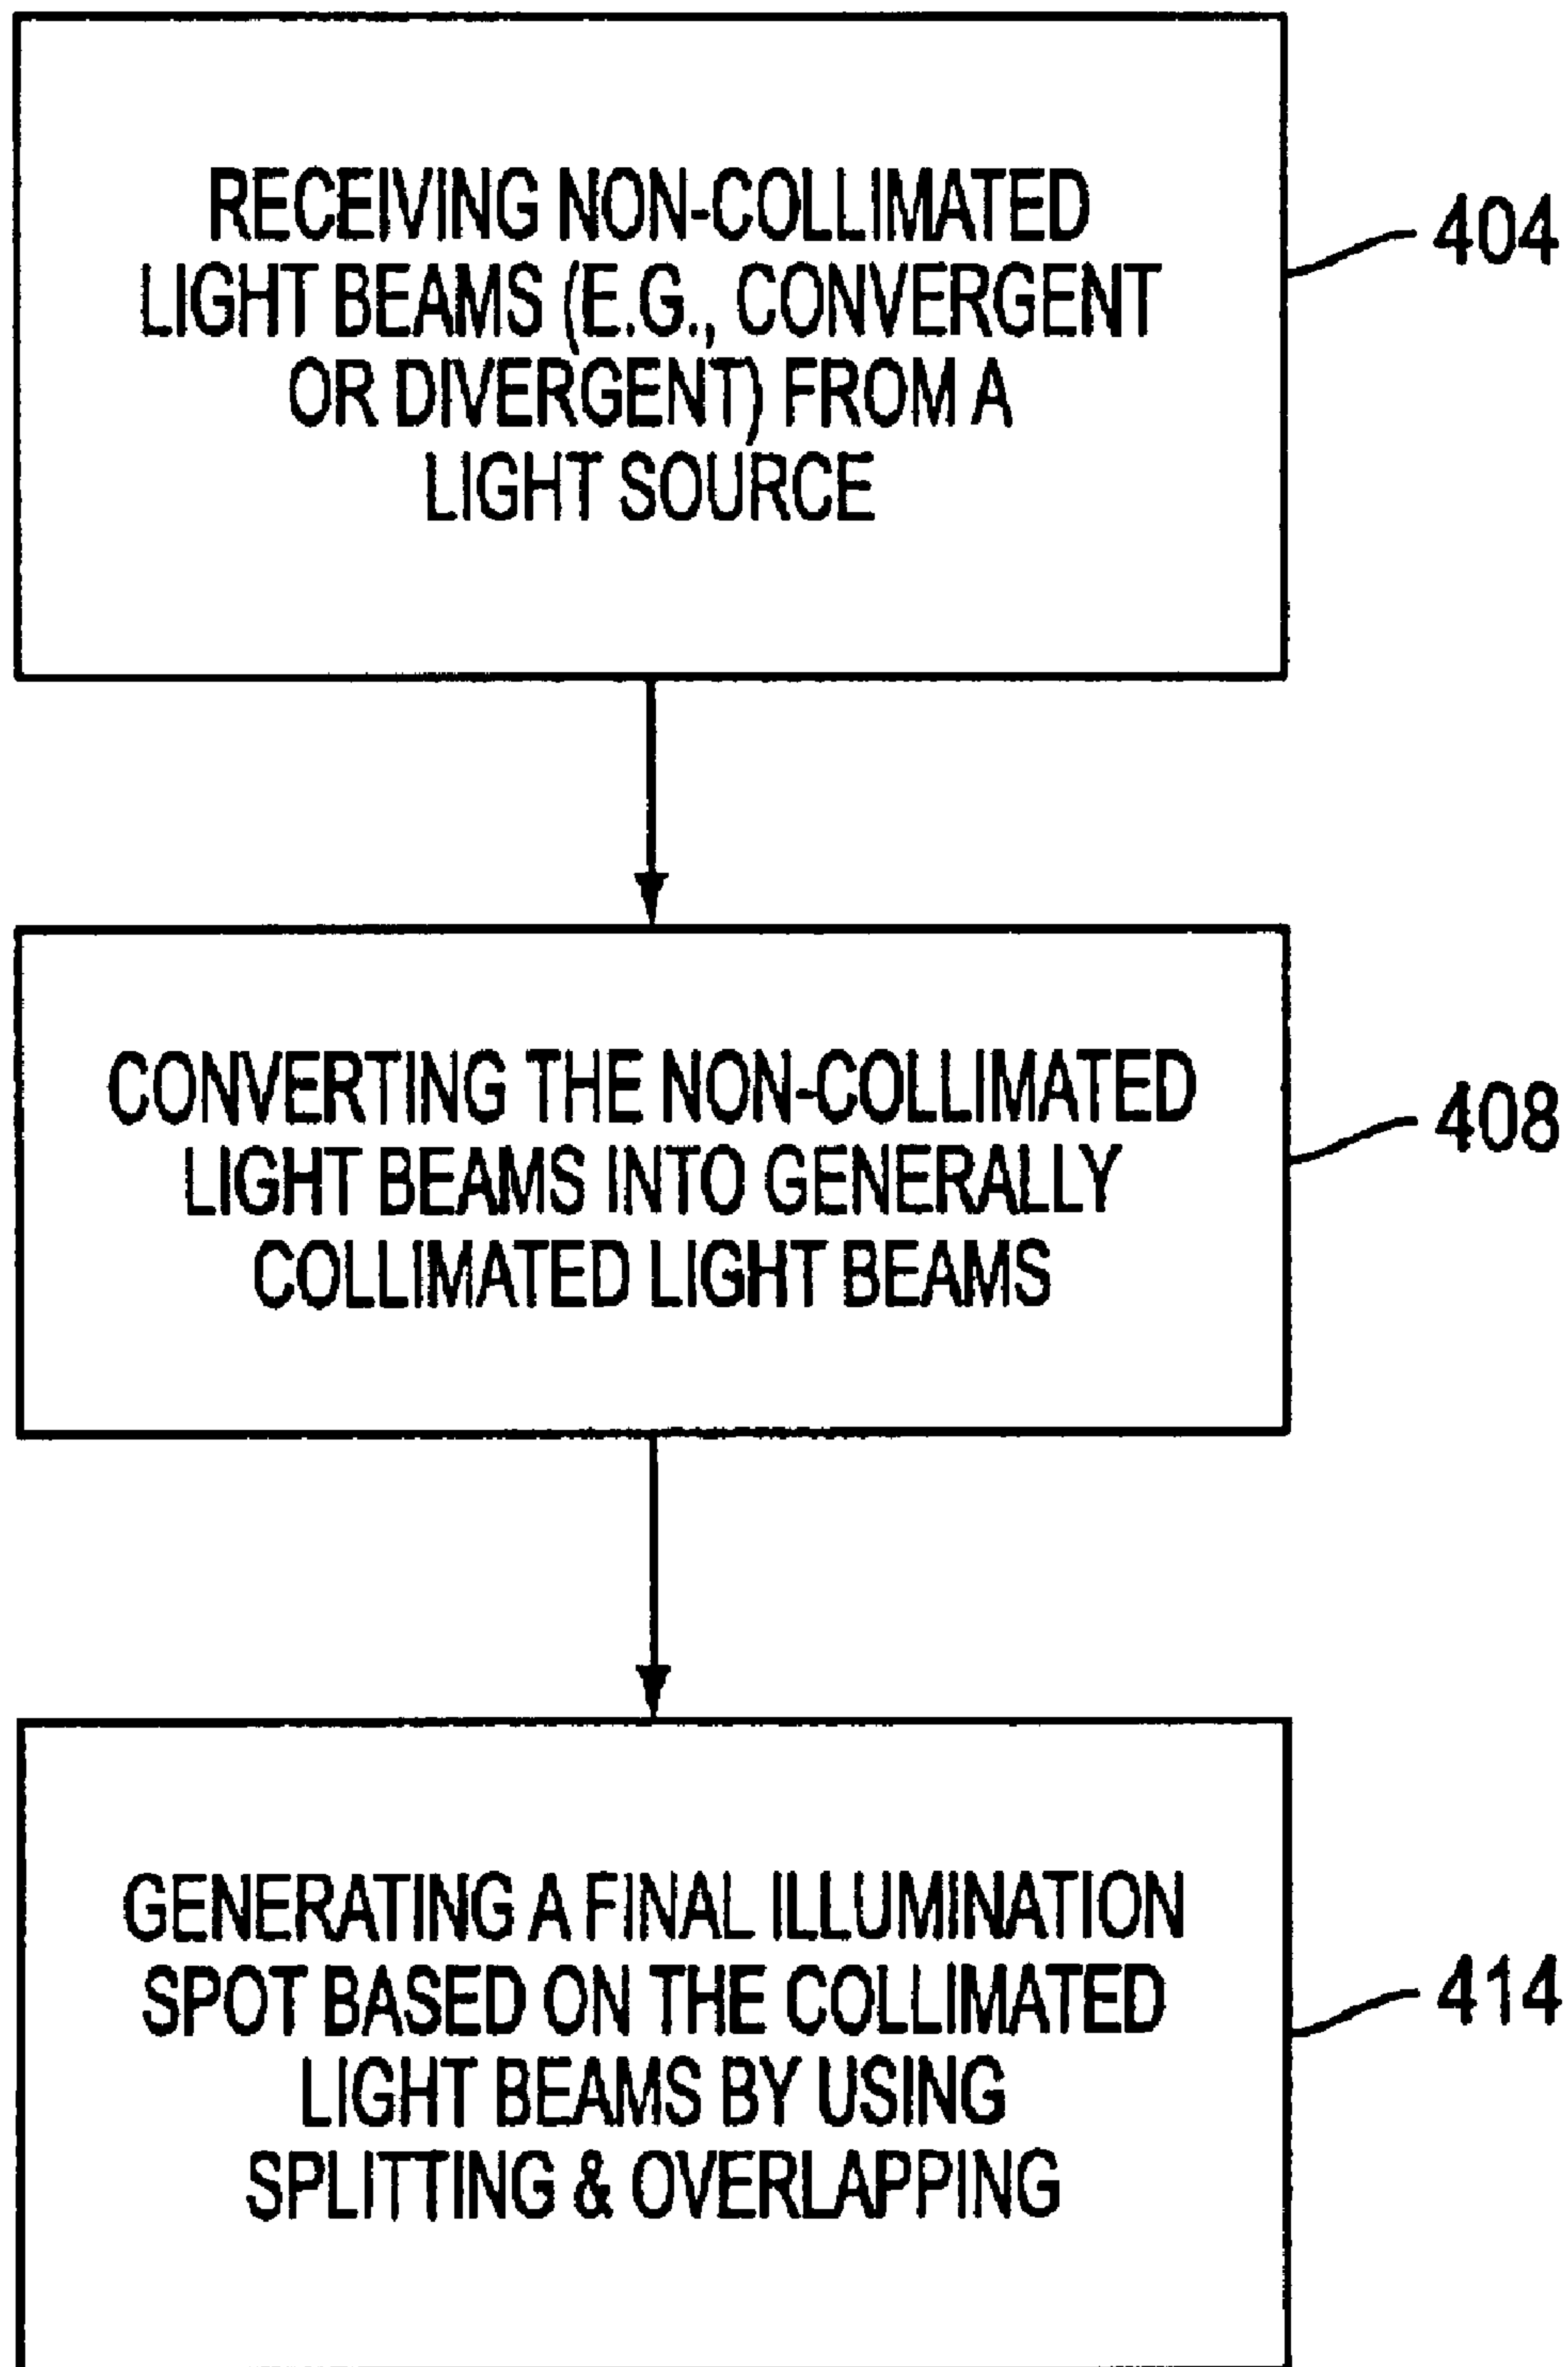 RECEIVING NON-COLLIMATED
LIGHT BEAMS (E.G., CONVERGENT
OR DIVERGENT) FROM A
LIGHT SOURCE
404
CONVERTING THE NON-COLLIMATED
LIGHT BEAMS INTO GENERALLY
COLLIMATED LIGHT BEAMS
408
GENERATING A FINAL ILLUMINATION
SPOT BASED ON THE COLLIMATED
LIGHT BEAMS BY USING
SPLITTING & OVERLAPPING
414